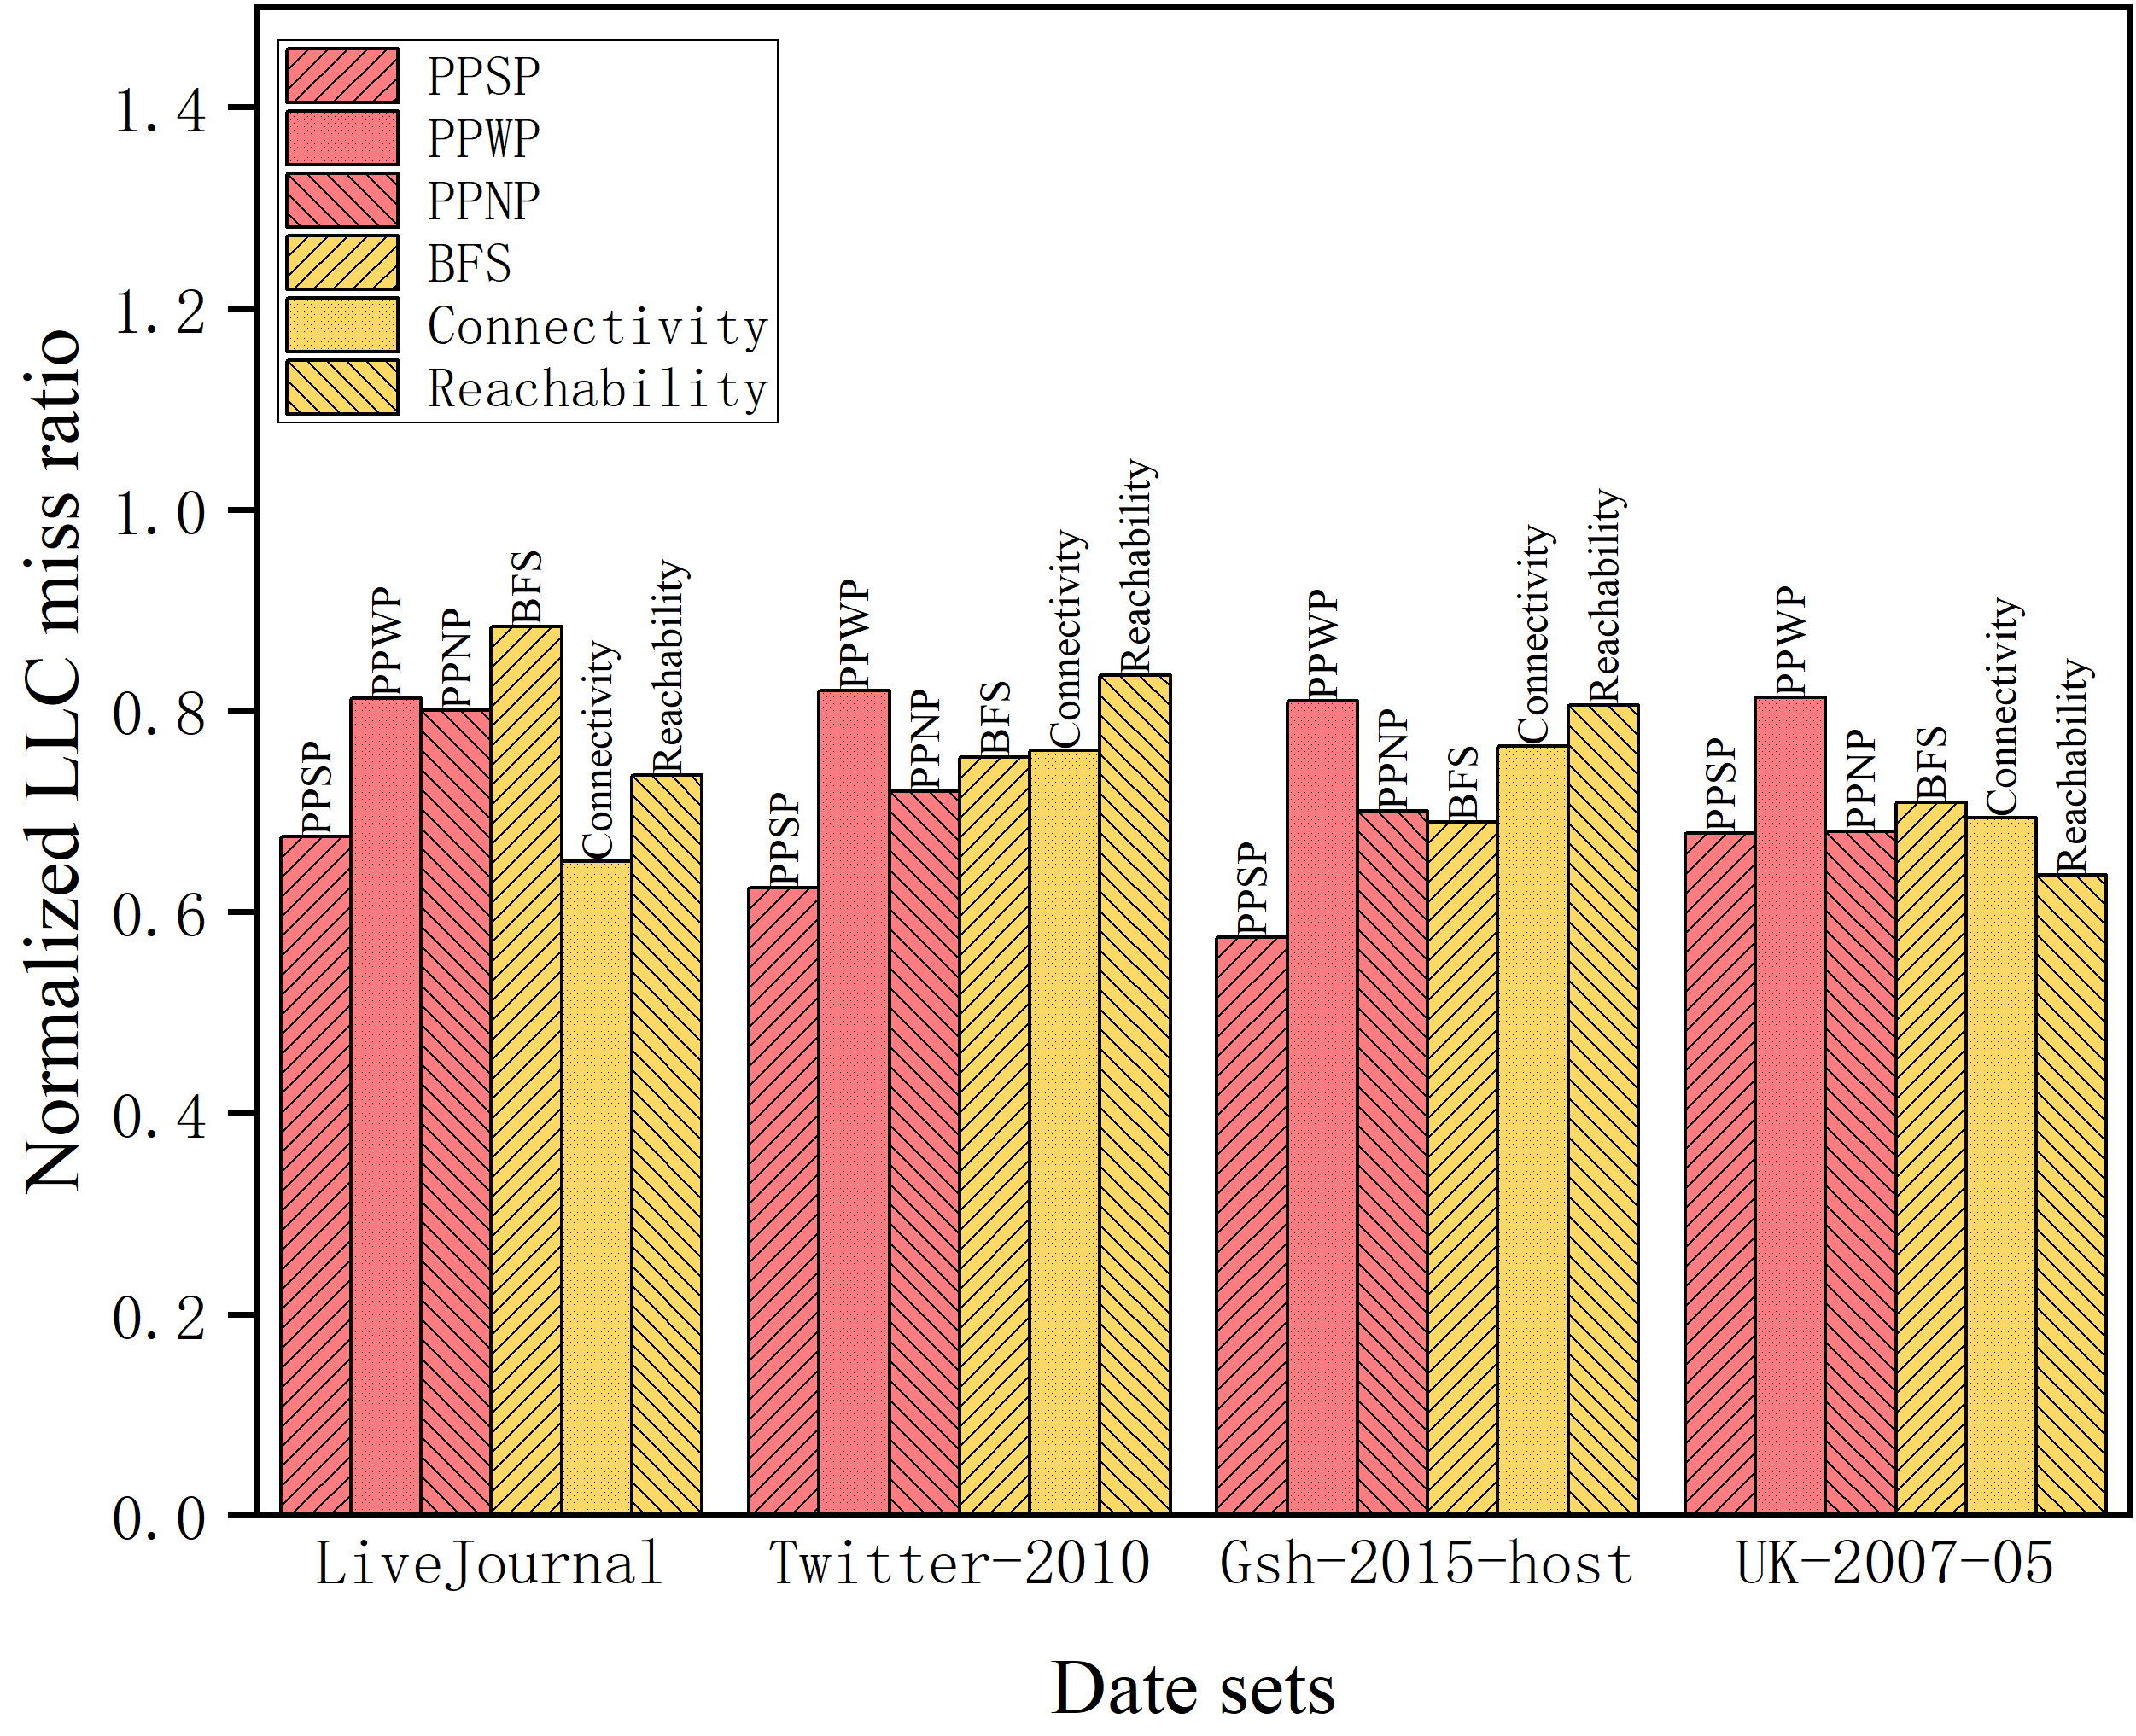 Normalized LLC miss ratio
1.4
1.2
1.0
0.8
0.6
0.4
0.2
0.0
PPSP
PPWP
PPNP
BFS
Connectivity
Reachability
PPSP
PPWP
PPNP
BFS
Connectivity
Reachability
PPSP
PPWP
PPNP
BFS
Connectivity
Reachability
PPSP
PPWP
PPNP
BFS
Connectivity
Reachability
PPSP
PPWP
PPNP
BFS
Connectivity
Reachability
LiveJournal
Twitter-2010
Gsh-2015-host
UK-2007-05
Date sets